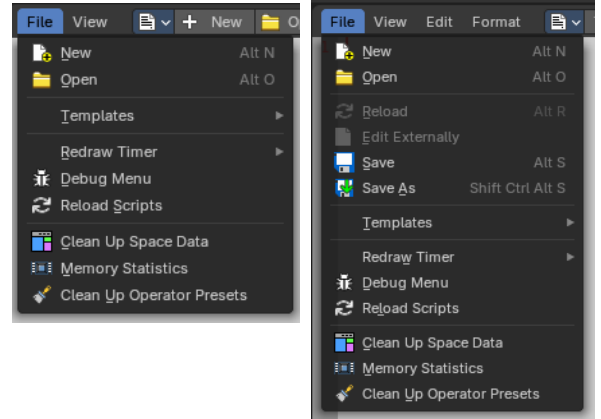 File View New
New Alt N
Open Alt O
Templates
Redraw Timer
Debug Menu
Reload Scripts
Clean Up Space Data
Memory Statistics
Clean Up Operator Presets
File View Edit Format
New Alt N
Open Alt O
Reload Alt R
Edit Externally
Save Alt S
Save As Shift Ctrl Alt S
Templates
Redraw Timer
Debug Menu
Reload Scripts
Clean Up Space Data
Memory Statistics
Clean Up Operator Presets